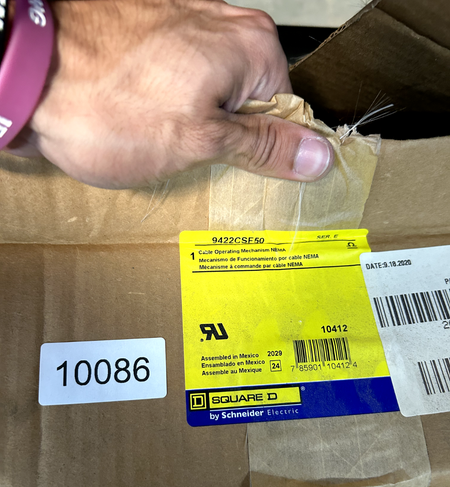 9422CSF50 SER. E
1 Cable Operating Mechanism NEMA
Mecanismo de Funcionamiento por cable NEMA
Mécanisme à commande par cable NEMA
10412
Assembled in Mexico 2029
Ensamblado en Mexico 24
Assemblé au Mexique
7 85901 10412 4
D SQUARE D
by Schneider Electric
10086
DATE:9.18.2020